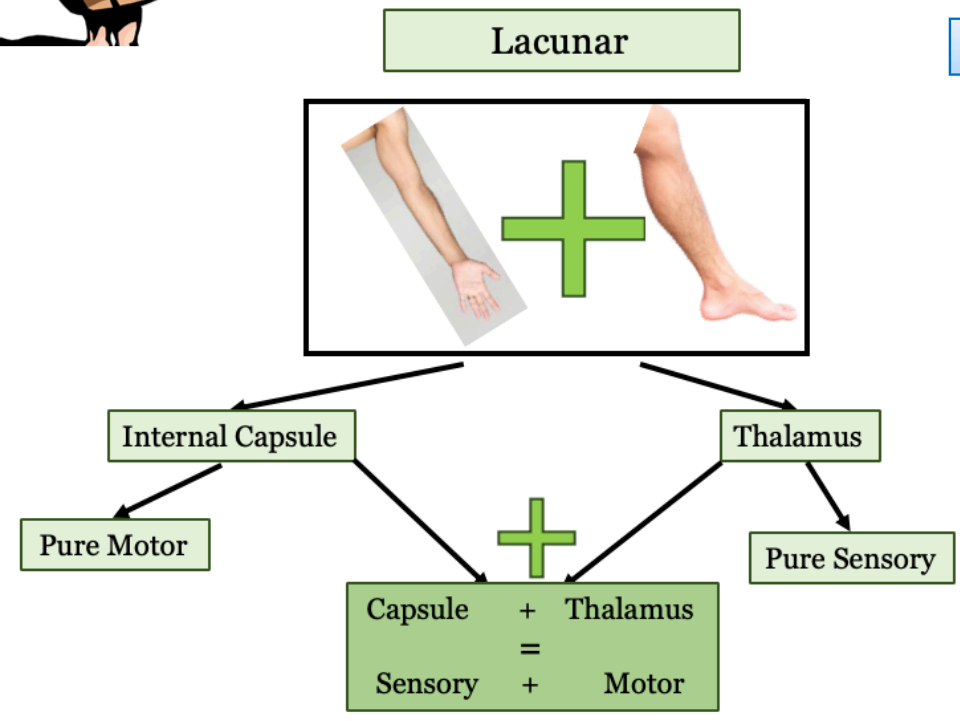 Lacunar
Internal Capsule
Thalamus
Pure Motor
Pure Sensory
Capsule + Thalamus
=
Sensory + Motor